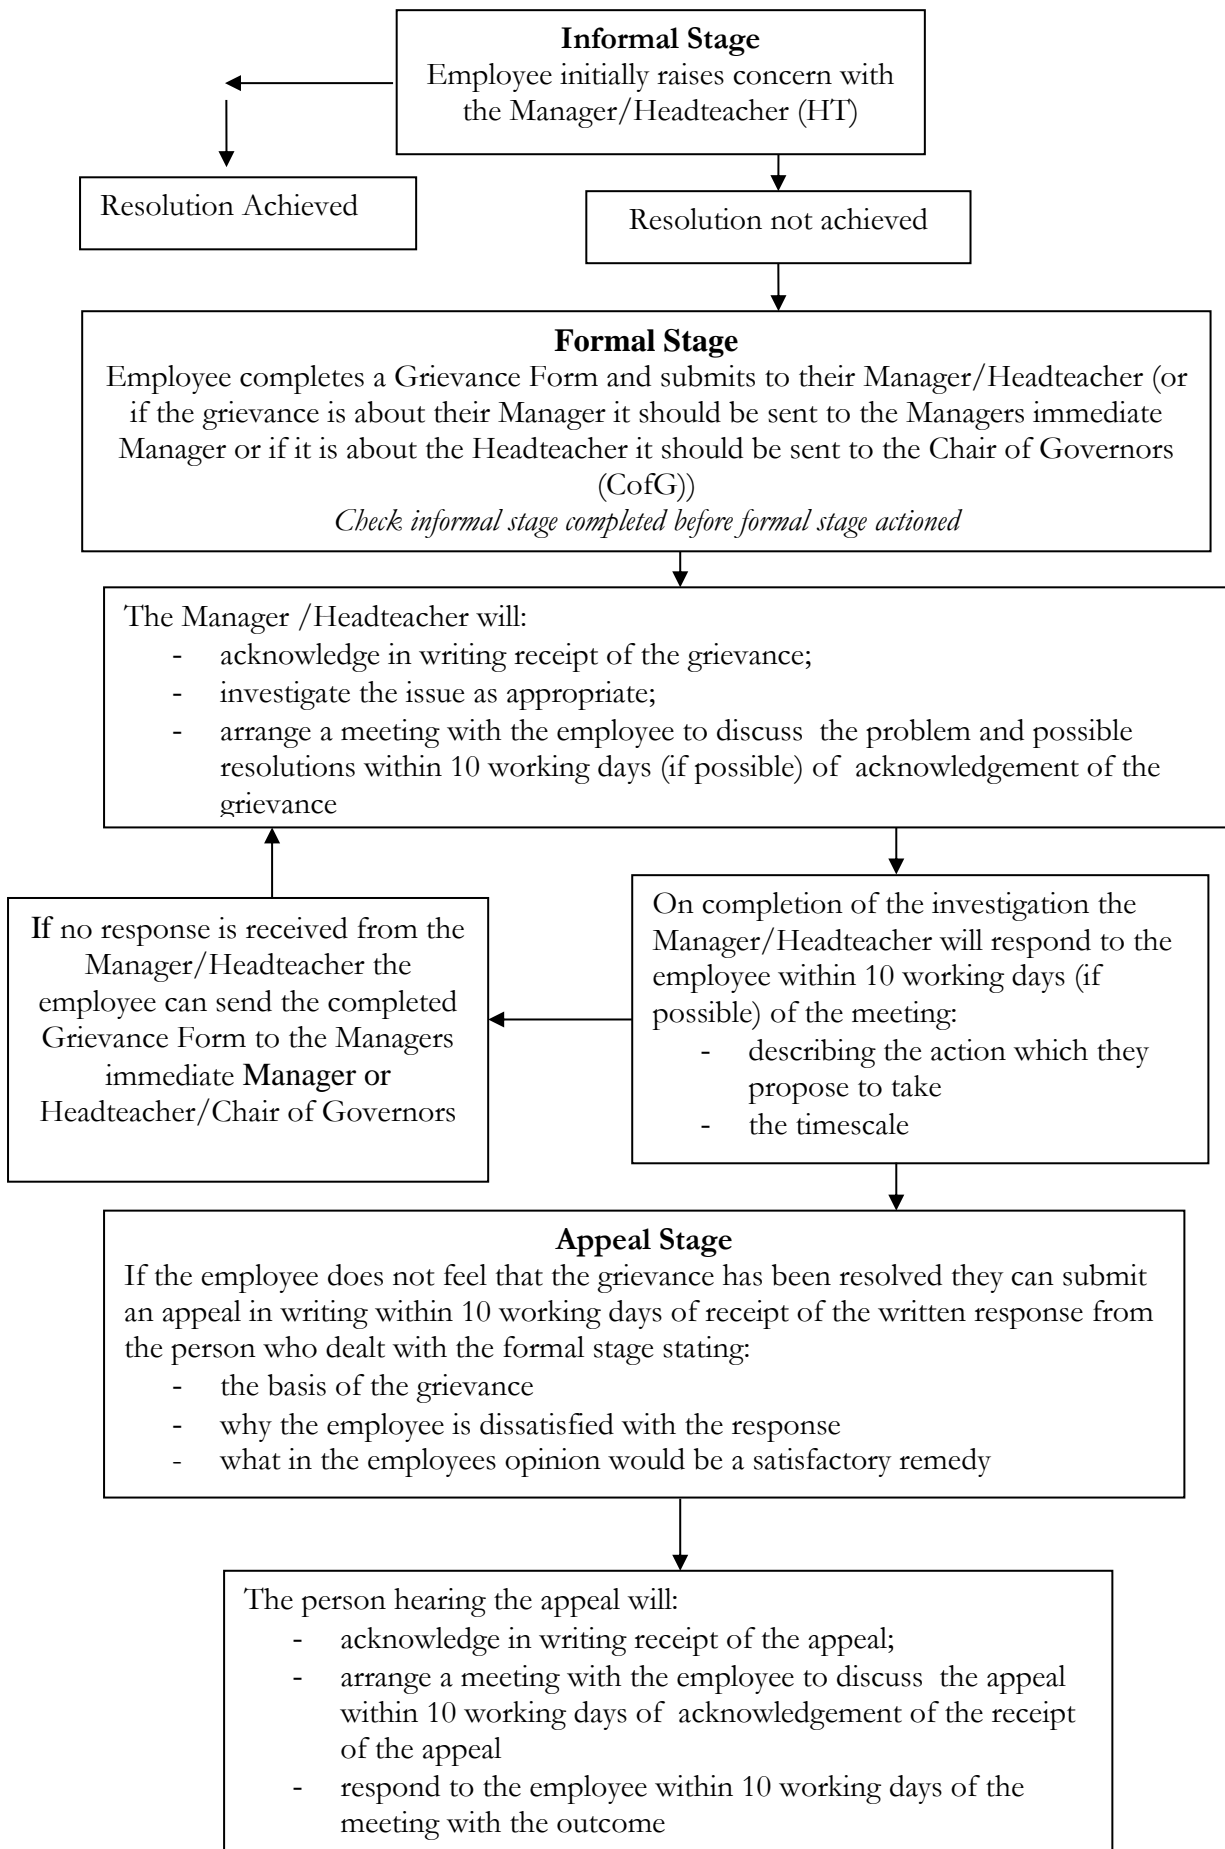 Informal Stage
Employee initially raises concern with
the Manager/Headteacher (HT)
Resolution Achieved
Resolution not achieved
Formal Stage
Employee completes a Grievance Form and submits to their Manager/Headteacher (or
if the grievance is about their Manager it should be sent to the Managers immediate
Manager or if it is about the Headteacher it should be sent to the Chair of Governors
(CofG))
Check informal stage completed before formal stage actioned
The Manager /Headteacher will:
- acknowledge in writing receipt of the grievance;
- investigate the issue as appropriate;
- arrange a meeting with the employee to discuss the problem and possible
resolutions within 10 working days (if possible) of acknowledgement of the
grievance
If no response is received from the
Manager/Headteacher the
employee can send the completed
Grievance Form to the Managers
immediate Manager or
Headteacher/Chair of Governors
On completion of the investigation the
Manager/Headteacher will respond to the
employee within 10 working days (if
possible) of the meeting:
- describing the action which they
propose to take
- the timescale
Appeal Stage
If the employee does not feel that the grievance has been resolved they can submit
an appeal in writing within 10 working days of receipt of the written response from
the person who dealt with the formal stage stating:
- the basis of the grievance
- why the employee is dissatisfied with the response
- what in the employees opinion would be a satisfactory remedy
The person hearing the appeal will:
- acknowledge in writing receipt of the appeal;
- arrange a meeting with the employee to discuss the appeal
within 10 working days of acknowledgement of the receipt
of the appeal
- respond to the employee within 10 working days of the
meeting with the outcome